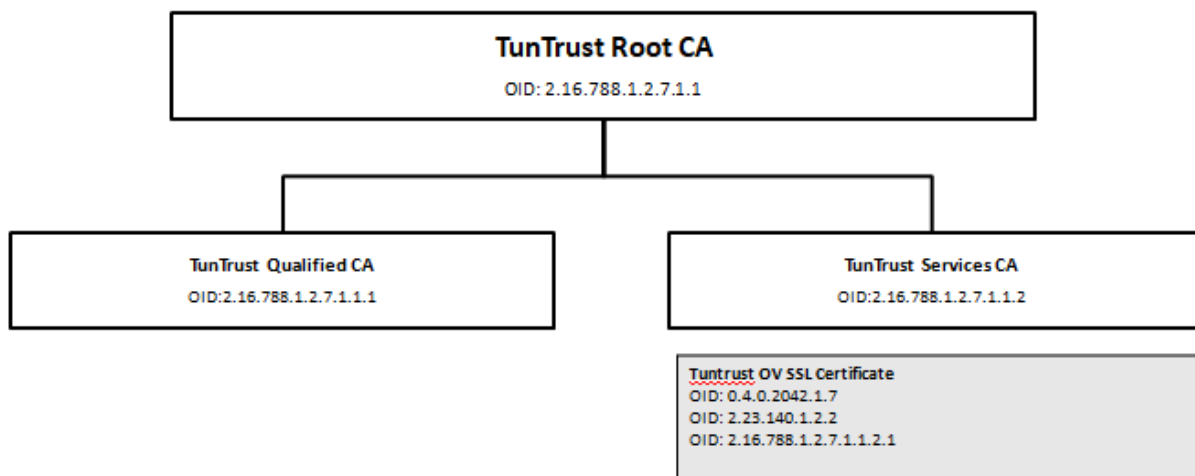 TunTrust Root CA
OID: 2.16.788.1.2.7.1.1
TunTrust Qualified CA
OID:2.16.788.1.2.7.1.1.1
TunTrust Services CA
OID:2.16.788.1.2.7.1.1.2
Tuntrust OV SSL Certificate
OID: 0.4.0.2042.1.7
OID: 2.23.140.1.2.2
OID: 2.16.788.1.2.7.1.1.2.1